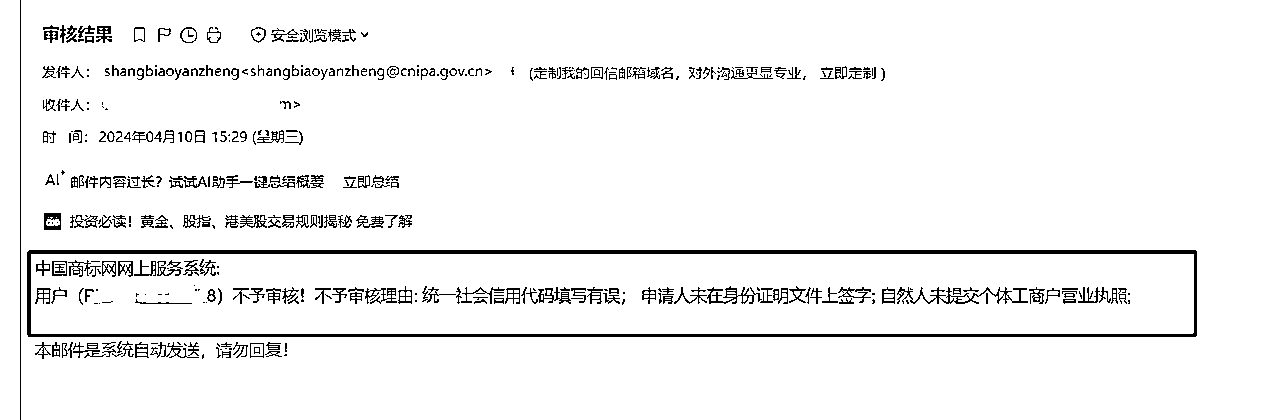 审核结果 安全浏览模式
发件人： shangbiaoyanzheng<shangbiaoyanzheng@cnipa.gov.cn> (定制我的回信邮箱域名，对外沟通更显专业， 立即定制 )
收件人： m>
时 间： 2024年04月10日 15:29 (星期三)
AI 邮件内容过长？试试AI助手一键总结概要 立即总结
投资必读！黄金、股指、港美股交易规则揭秘 免费了解
中国商标网网上服务系统:
用户（F 8）不予审核！不予审核理由: 统一社会信用代码填写有误； 申请人未在身份证明文件上签字; 自然人未提交个体工商户营业执照;
本邮件是系统自动发送，请勿回复！